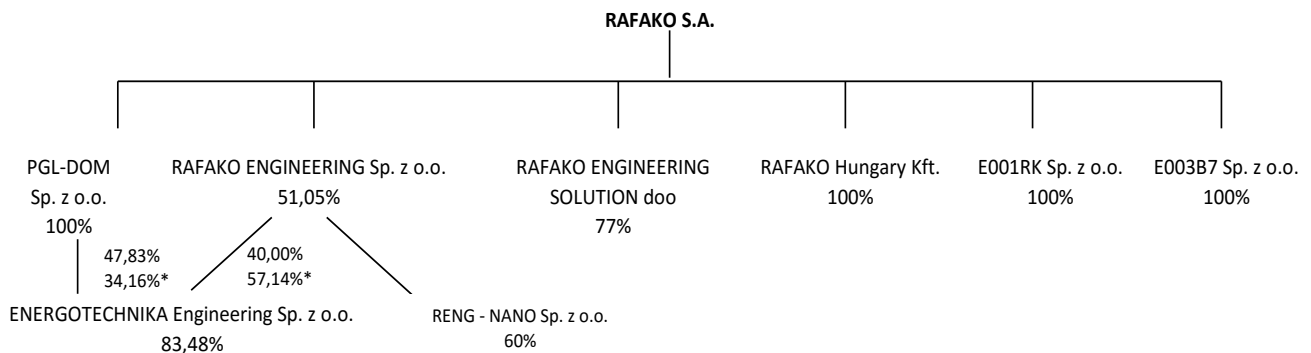 RAFAKO S.A.
PGL-DOM
Sp. z o.o.
100%
RAFAKO ENGINEERING Sp. z o.o.
51,05%
RAFAKO ENGINEERING
SOLUTION doo
77%
RAFAKO Hungary Kft.
100%
E001RK Sp. z o.o.
100%
E003B7 Sp. z o.o.
100%
47,83%
34,16%*
40,00%
57,14%*
ENERGOTECHNIKA Engineering Sp. z o.o.
83,48%
RENG - NANO Sp. z o.o.
60%